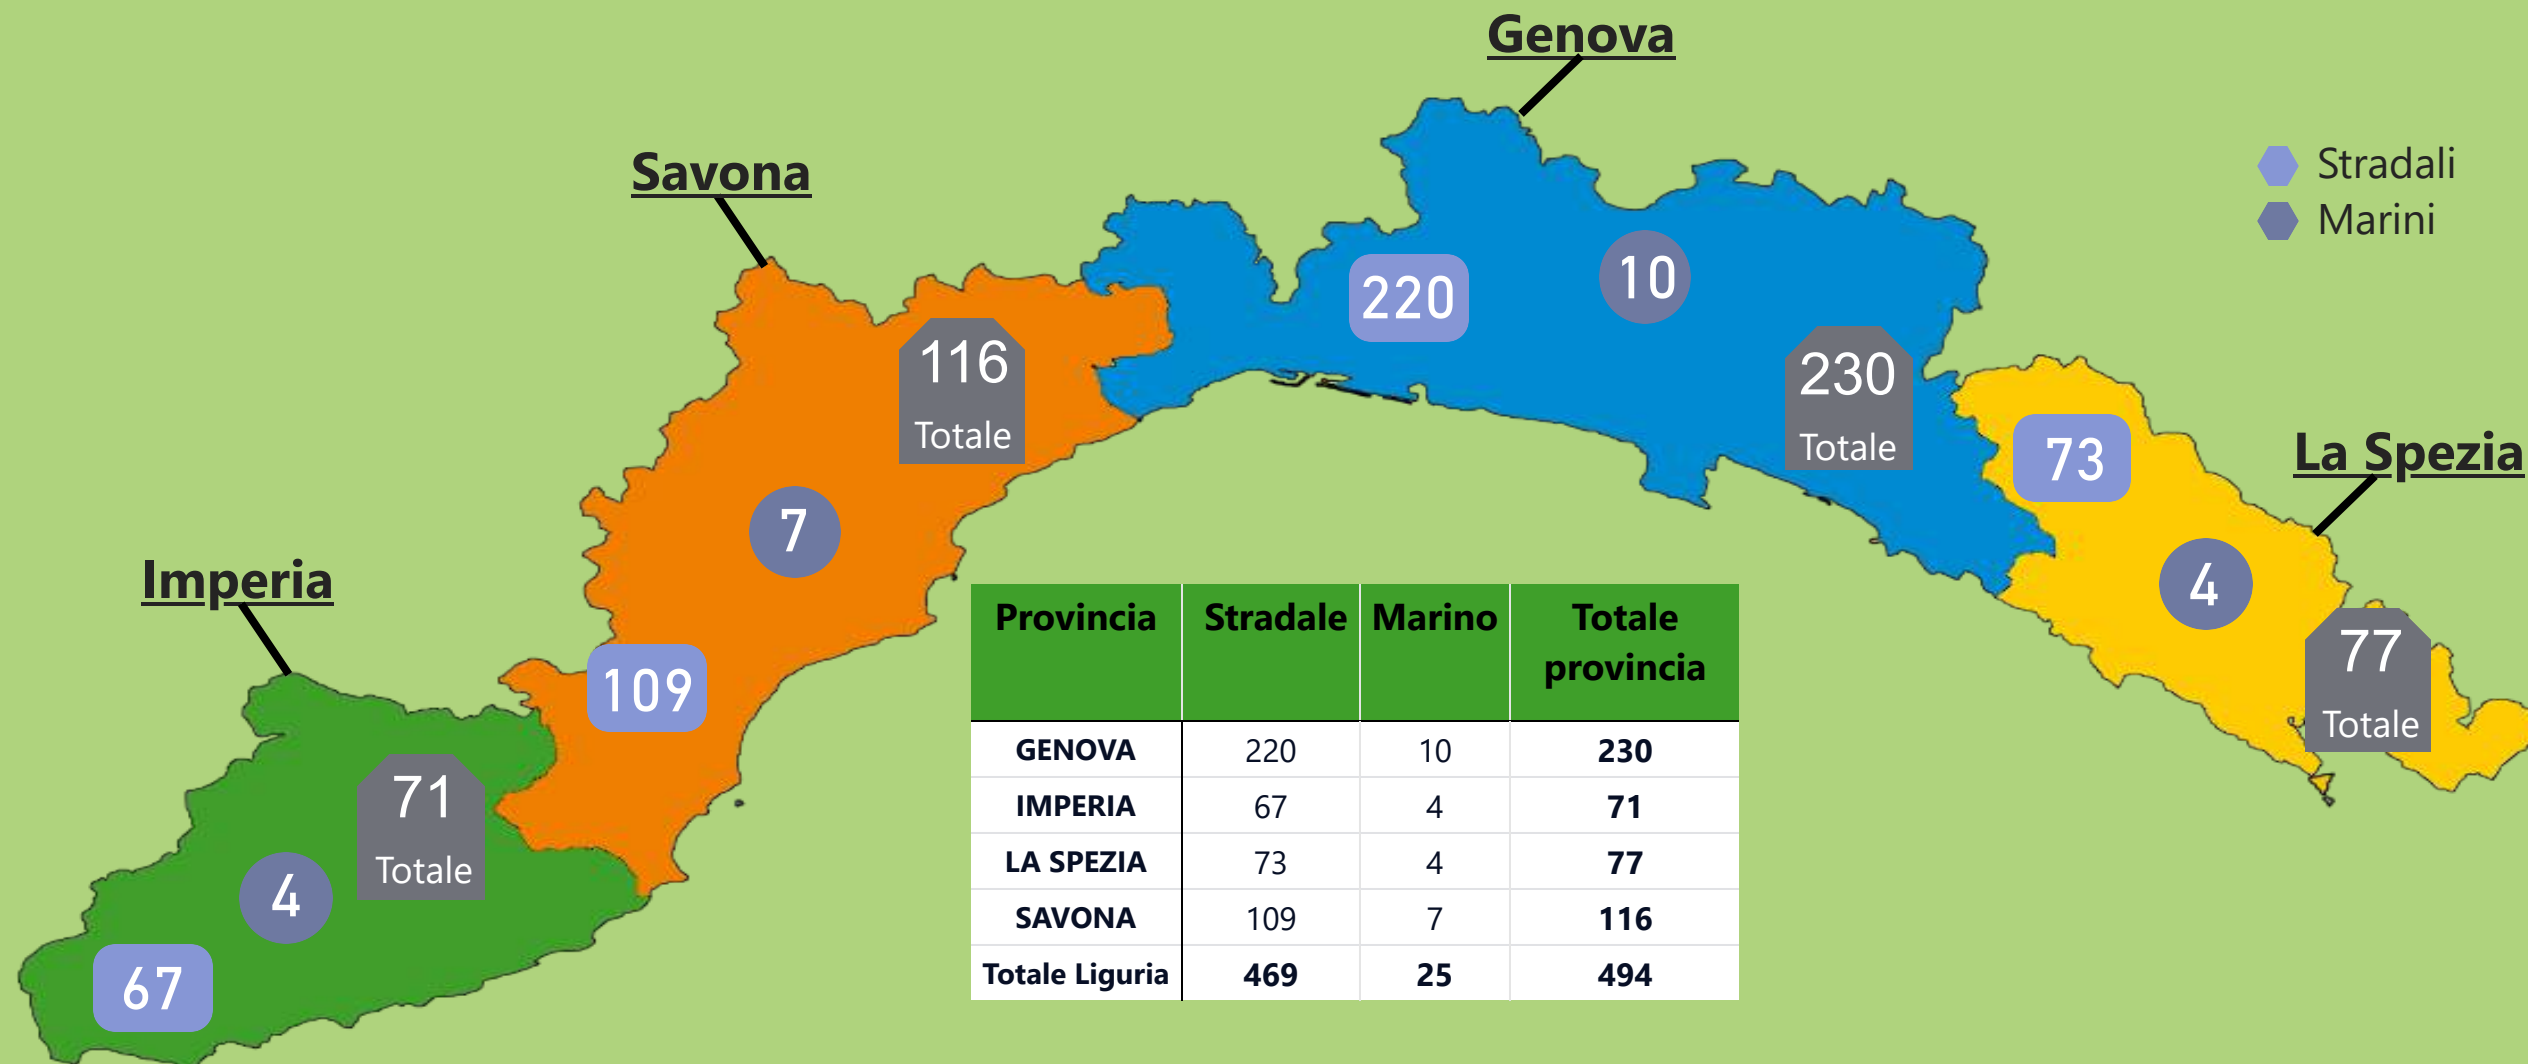 Genova
Stradali
Marini
Savona
220
10
116
Totale
230
Totale
73
La Spezia
7
4
Imperia
109
77
Totale
71
Totale
4
67
Provincia Stradale Marino Totale provincia
GENOVA 220 10 230
IMPERIA 67 4 71
LA SPEZIA 73 4 77
SAVONA 109 7 116
Totale Liguria 469 25 494